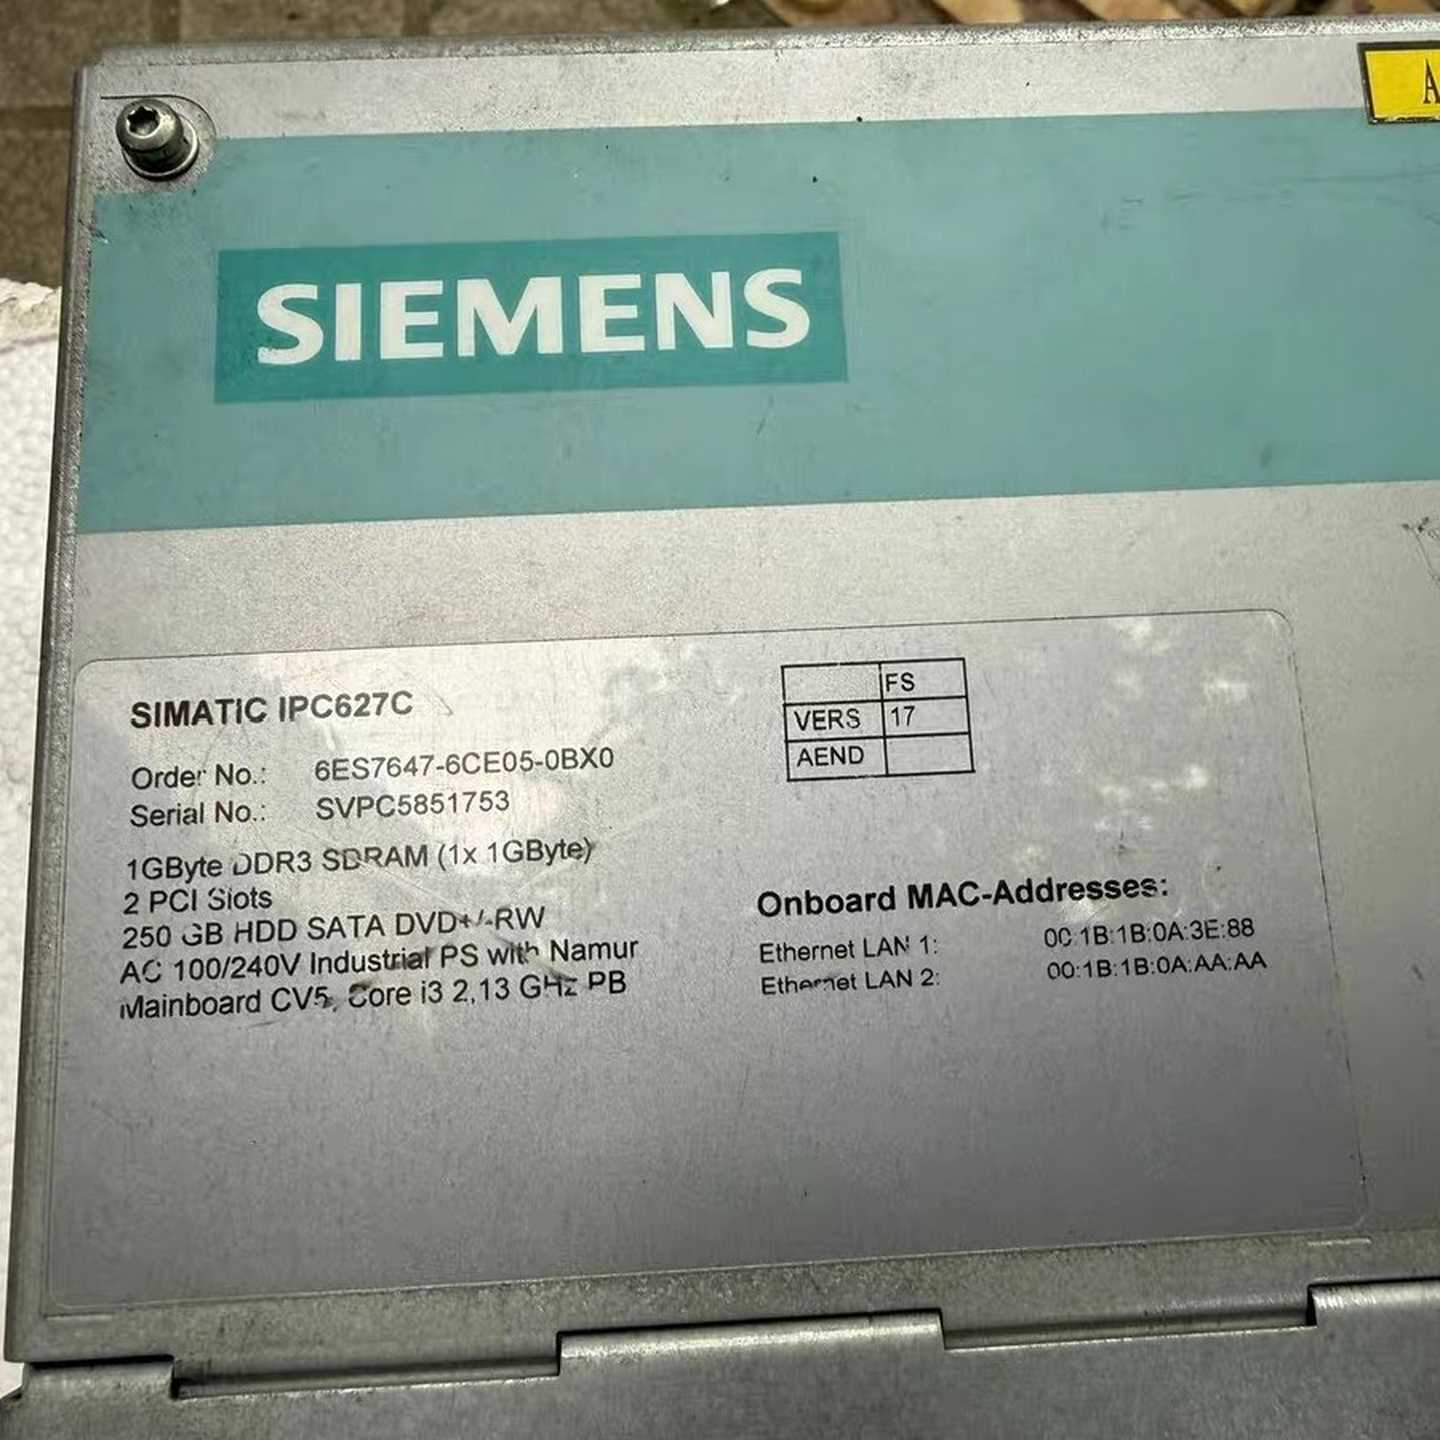 A
SIEMENS
SIMATIC IPC627C
Order No.: 6ES7647-6CE05-0BX0
Serial No.: SVPC5851753
1GByte DDR3 SDRAM (1x 1GByte)
2 PCI Slots
250 GB HDD SATA DVD+/-RW
AC 100/240V Industrial PS with Namur
Mainboard CV5, Core i3 2,13 GHz PB
FS
VERS 17
AEND
Onboard MAC-Addresses:
Ethernet LAN 1: 00:1B:1B:0A:3E:88
Ethernet LAN 2: 00:1B:1B:0A:AA:AA